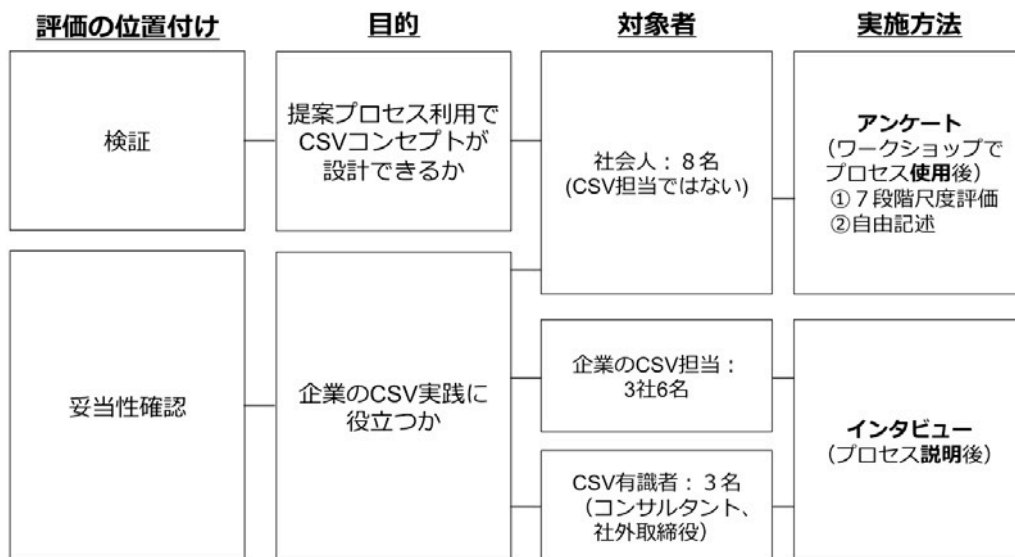 評価の位置付け
目的
対象者
実施方法
検証
提案プロセス利用で
CSVコンセプトが
設計できるか
社会人：８名
(CSV担当ではない)
アンケート
（ワークショップで
プロセス使用後）
①７段階尺度評価
②自由記述
妥当性確認
企業のCSV実践に
役立つか
企業のCSV担当：
3社6名
CSV有識者：３名
（コンサルタント、
社外取締役）
インタビュー
（プロセス説明後）